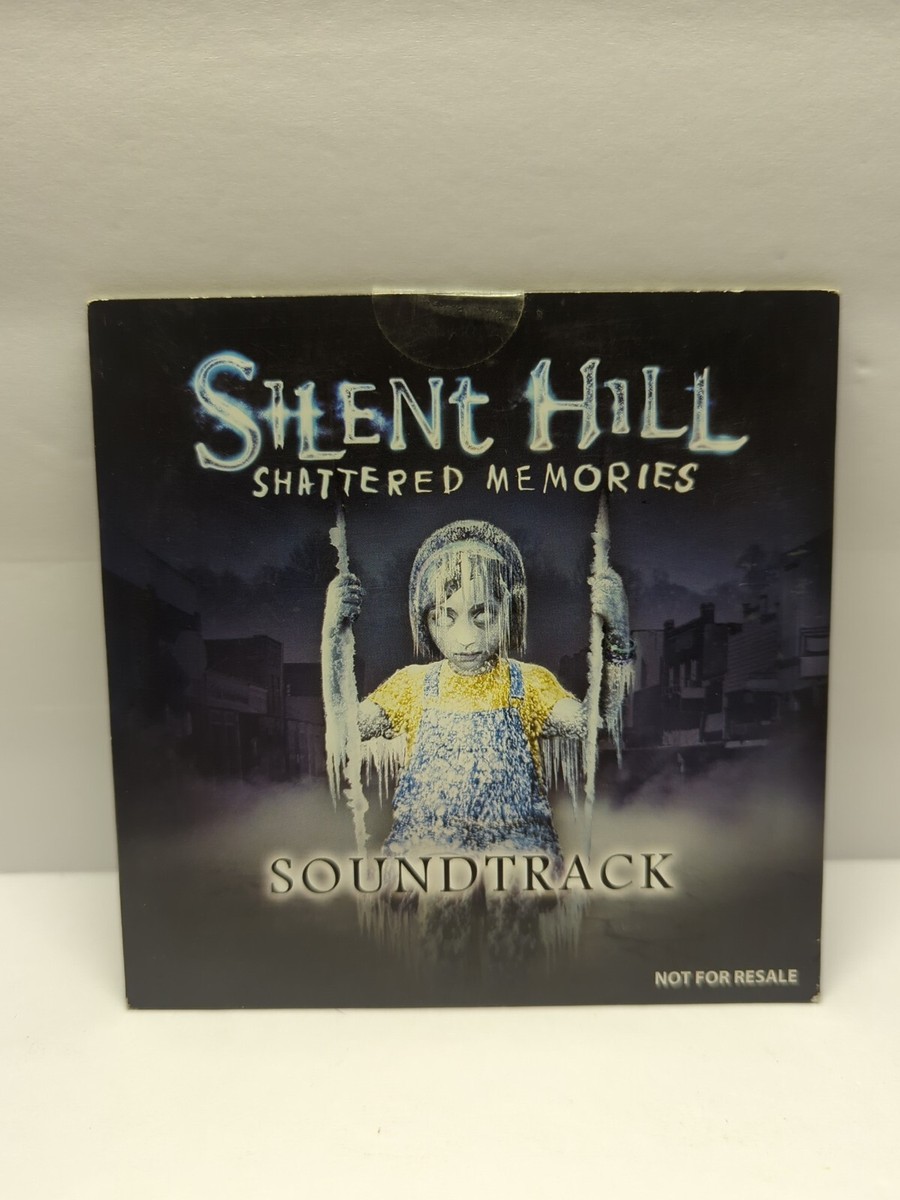 SILENT HILL
SHATTERED MEMORIES
SOUNDTRACK
NOT FOR RESALE